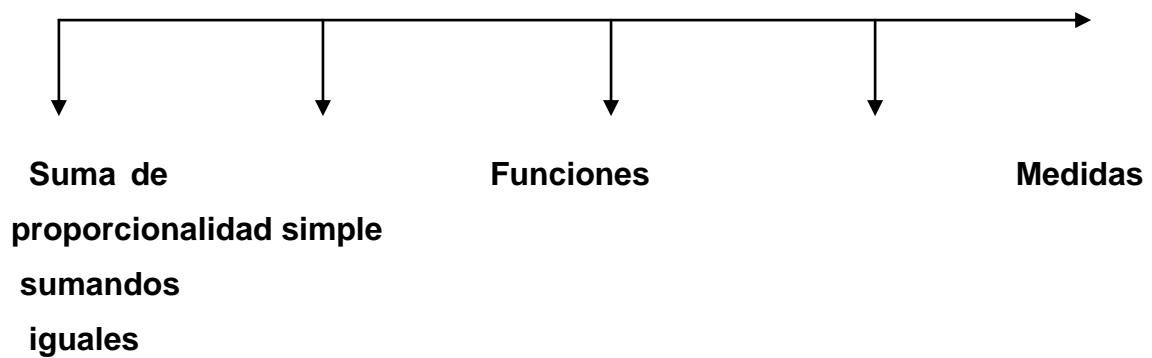 Suma de Funciones Medidas
proporcionalidad simple
sumandos
iguales